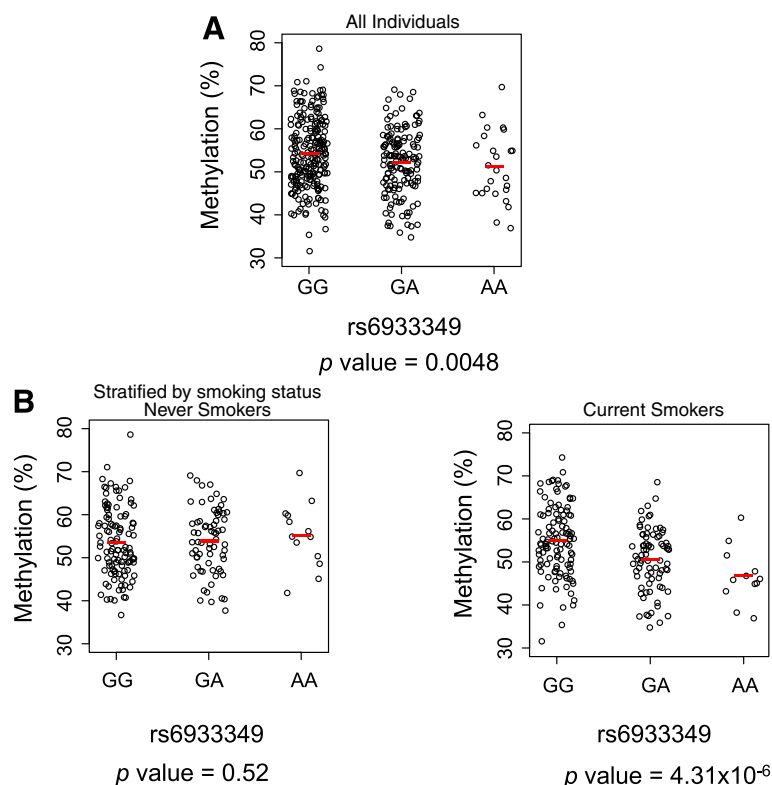 A
All Individuals
Methylation (%)
80
70
60
50
40
30
GG GA AA
rs6933349
p value = 0.0048
B
Stratified by smoking status
Never Smokers
Methylation (%)
80
70
60
50
40
30
GG GA AA
rs6933349
p value = 0.52
Current Smokers
Methylation (%)
80
70
60
50
40
30
GG GA AA
rs6933349
p value = 4.31x10-6